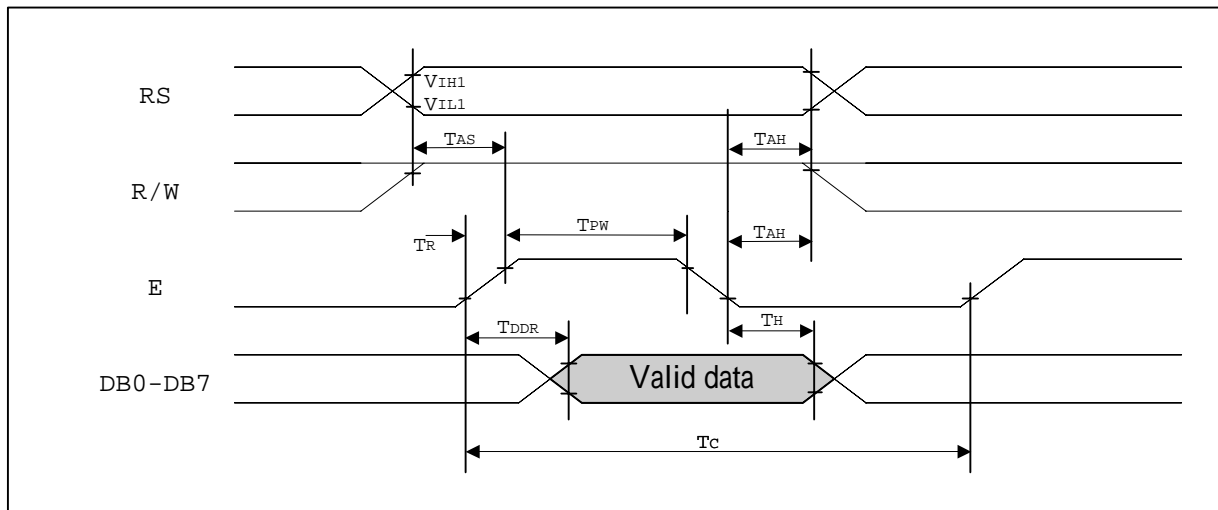 RS
VIH1
VIL1
TAS
TAH
R/W
TPW
TAH
TR
E
TDDR
TH
DB0-DB7
Valid data
TC